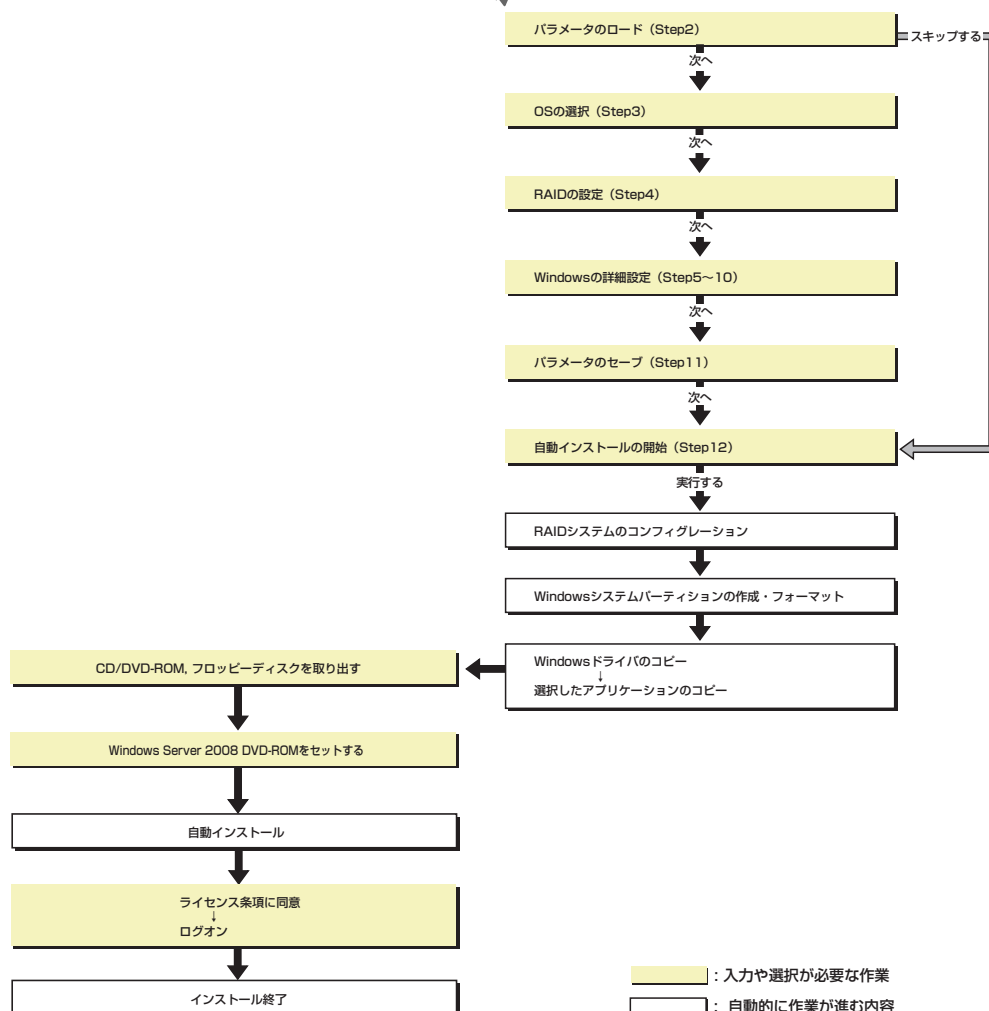 パラメータのロード（Step2）
スキップする
次へ
OSの選択（Step3）
次へ
RAIDの設定（Step4）
次へ
Windowsの詳細設定（Step5〜10）
次へ
パラメータのセーブ（Step11）
次へ
自動インストールの開始（Step12）
実行する
RAIDシステムのコンフィグレーション
Windowsシステムパーティションの作成・フォーマット
Windowsドライバのコピー
↓
選択したアプリケーションのコピー
CD/DVD-ROM, フロッピーディスクを取り出す
Windows Server 2008 DVD-ROMをセットする
自動インストール
ライセンス条項に同意
↓
ログオン
インストール終了
：入力や選択が必要な作業
：自動的に作業が進む内容